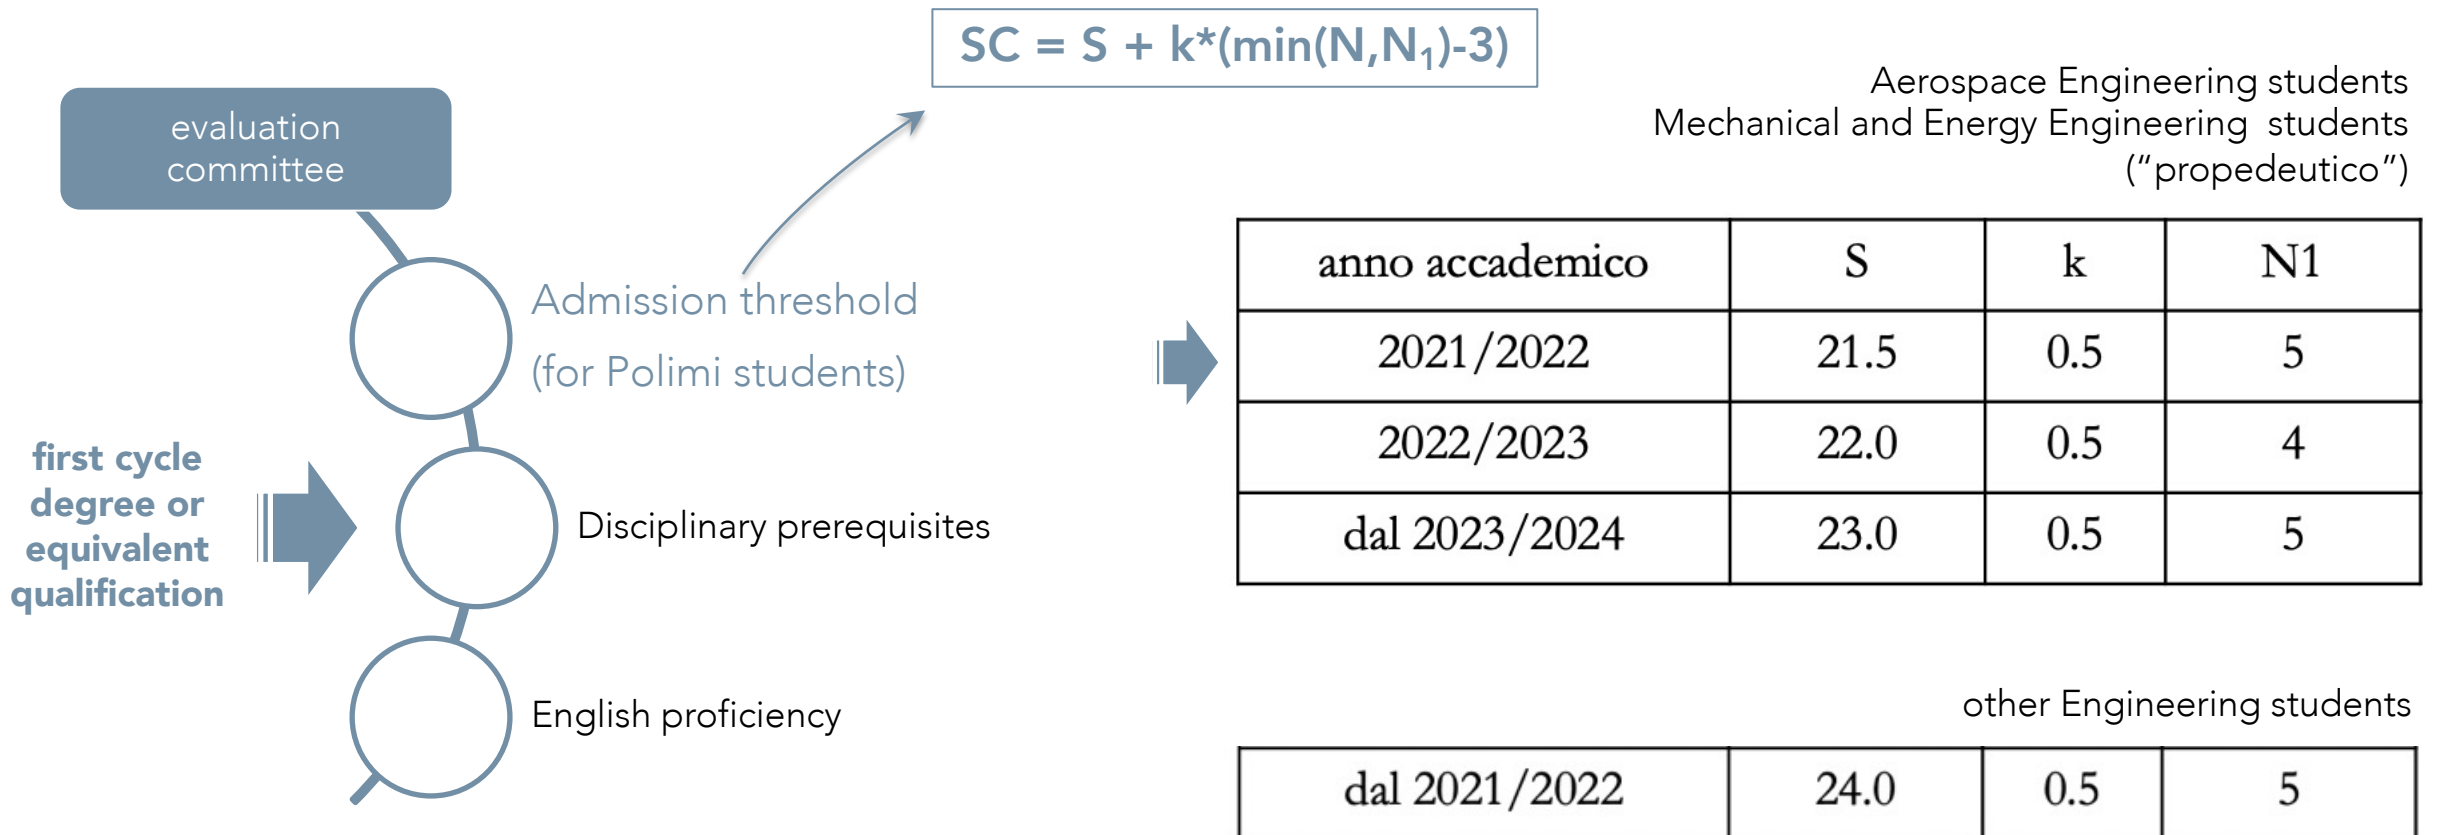 SC = S + k*(min(N,N₁)-3)
evaluation
committee
Admission threshold
(for Polimi students)
first cycle
degree or
equivalent
qualification
Disciplinary prerequisites
English proficiency
Aerospace Engineering students
Mechanical and Energy Engineering students
(“propedeutico”)
anno accademico S k N1
2021/2022 21.5 0.5 5
2022/2023 22.0 0.5 4
dal 2023/2024 23.0 0.5 5
other Engineering students
dal 2021/2022 24.0 0.5 5